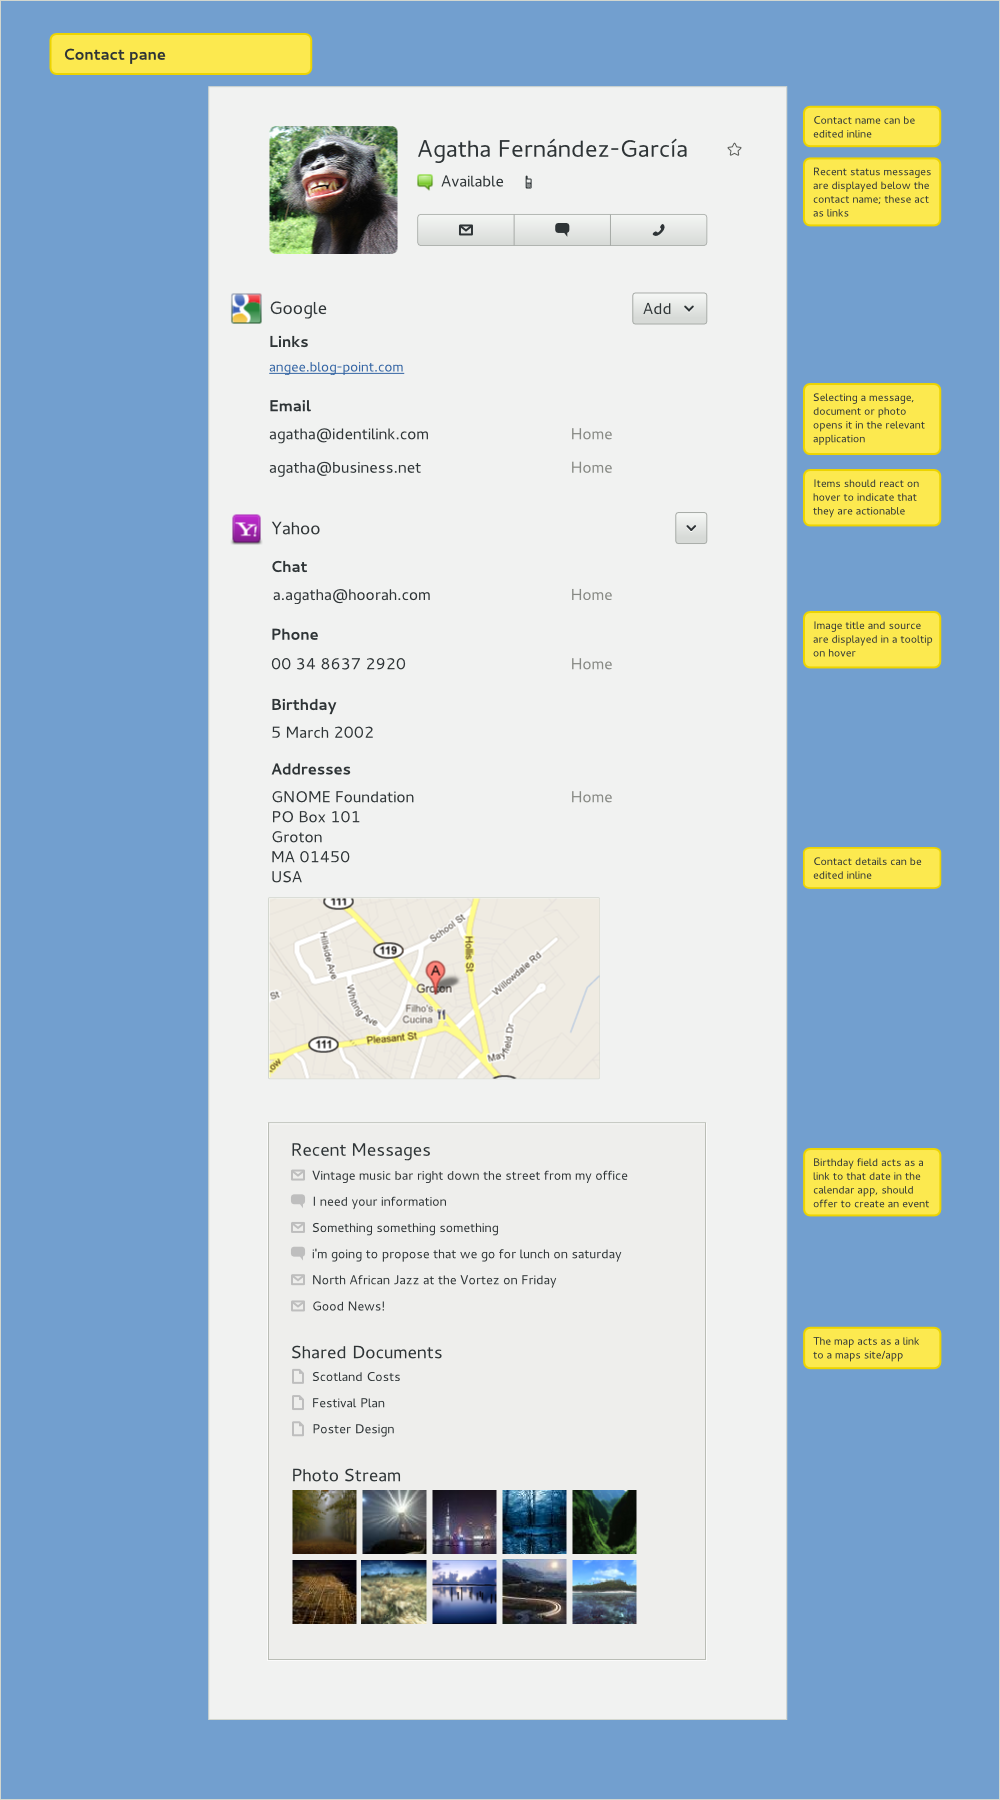 Contact pane
Agatha Fernández-García
Available
Google
Add
Links
angee.blog-point.com
Email
agatha@identilink.com Home
agatha@business.net Home
Y!
Yahoo
Chat
a.agatha@hoorah.com Home
Phone
00 34 8637 2920 Home
Birthday
5 March 2002
Addresses
GNOME Foundation Home
PO Box 101
Groton
MA 01450
USA
111
School St
119
Hillside Ave
Hollis St
A
Willowdale Rd
Groton
St
Whiting Ave
Filho's
Cucina
Pleasant St
111
Mayfield Dr
Recent Messages
Vintage music bar right down the street from my office
I need your information
Something something something
i'm going to propose that we go for lunch on saturday
North African Jazz at the Vortez on Friday
Good News!
Shared Documents
Scotland Costs
Festival Plan
Poster Design
Photo Stream
Contact name can be
edited inline
Recent status messages
are displayed below the
contact name; these act
as links
Selecting a message,
document or photo
opens it in the relevant
application
Items should react on
hover to indicate that
they are actionable
Image title and source
are displayed in a tooltip
on hover
Contact details can be
edited inline
Birthday field acts as a
link to that date in the
calendar app, should
offer to create an event
The map acts as a link
to a maps site/app